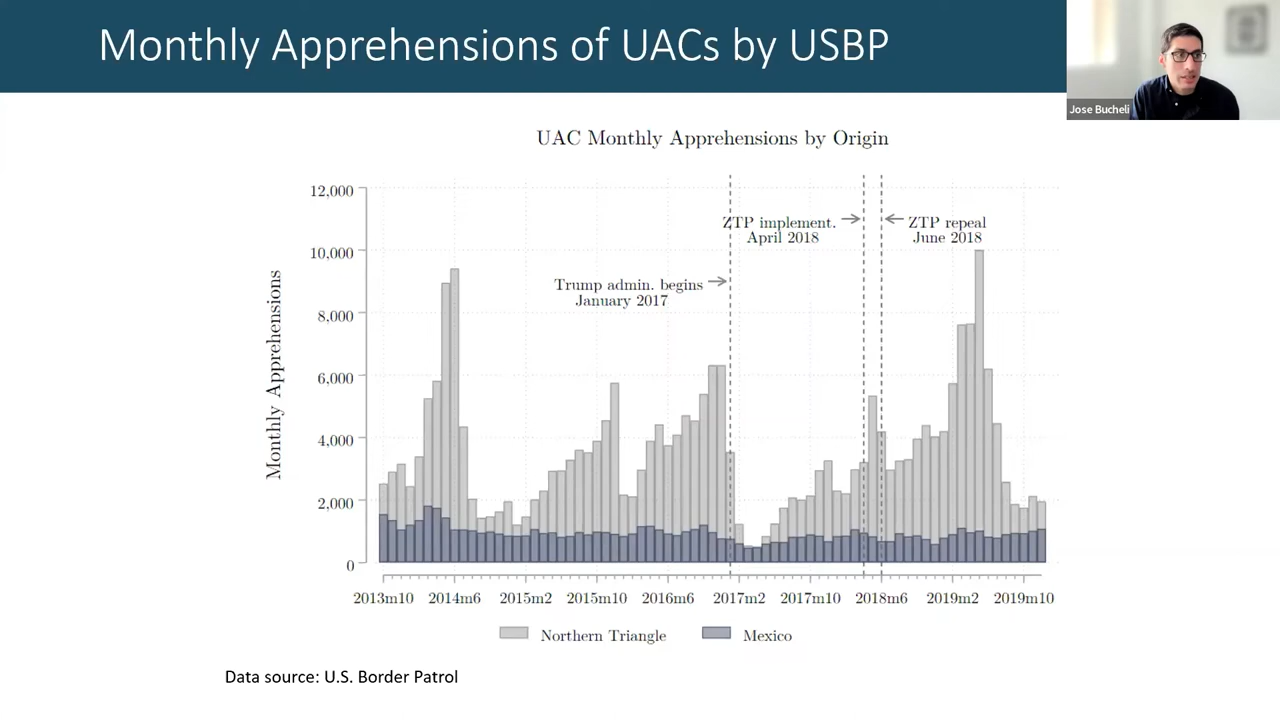 Monthly Apprehensions of UACs by USBP
Jose Bucheli
UAC Monthly Apprehensions by Origin
Monthly Apprehensions
12,000
10,000
8,000
6,000
4,000
2,000
0
ZTP implement.
April 2018
ZTP repeal
June 2018
Trump admin. begins
January 2017
2013m10 2014m6 2015m2 2015m10 2016m6 2017m2 2017m10 2018m6 2019m2 2019m10
Northern Triangle Mexico
Data source: U.S. Border Patrol